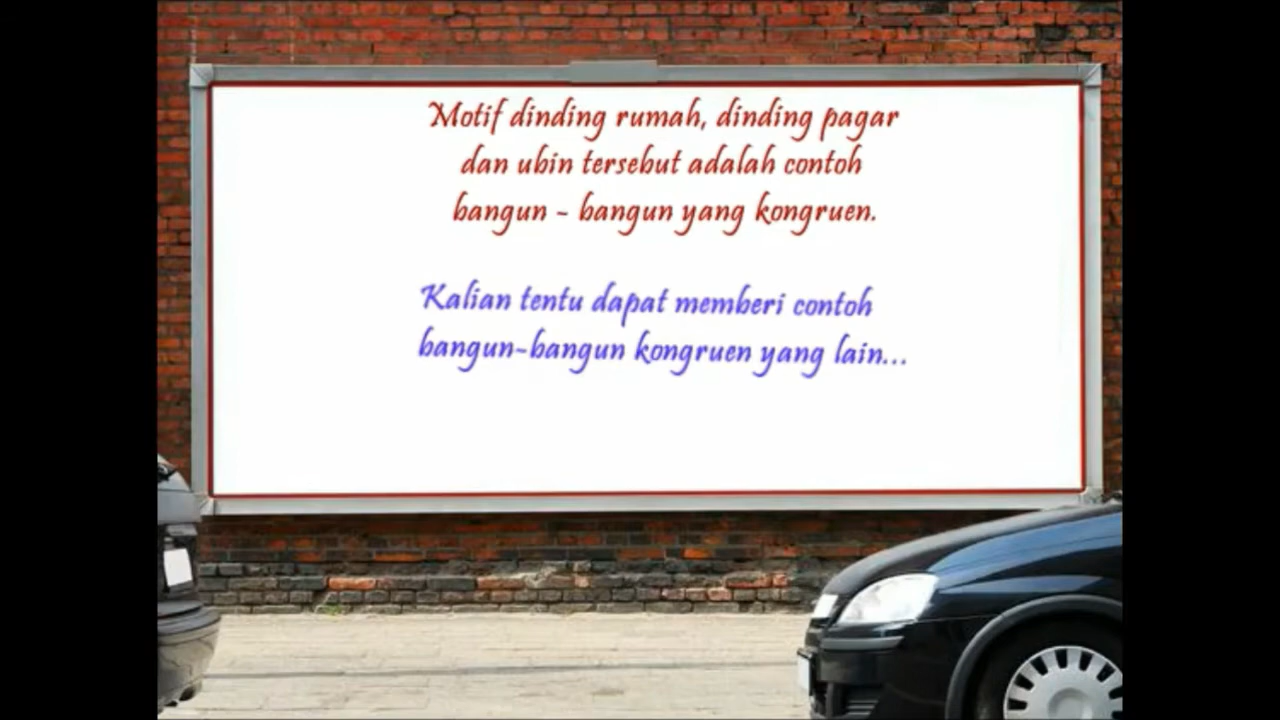 Motif dinding rumah, dinding pagar
dan ubin tersebut adalah contoh
bangun - bangun yang kongruen.
Kalian tentu dapat memberi contoh
bangun-bangun kongruen yang lain...